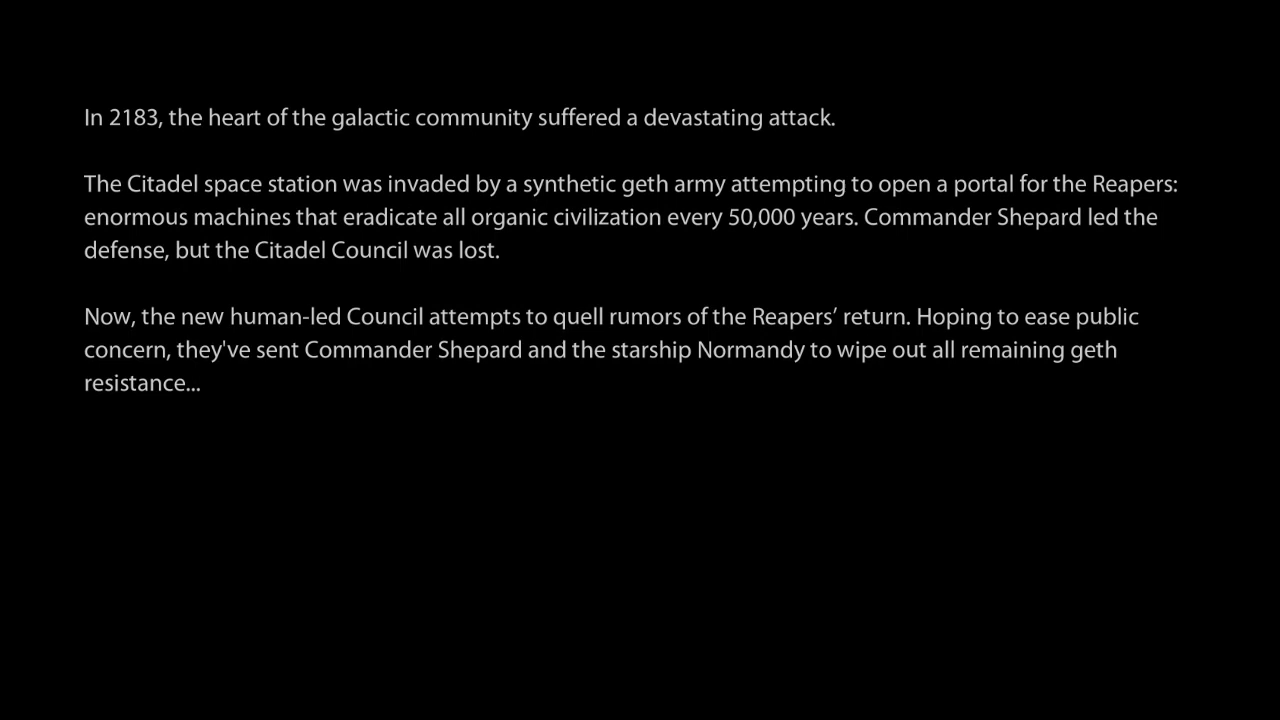 In 2183, the heart of the galactic community suffered a devastating attack.
The Citadel space station was invaded by a synthetic geth army attempting to open a portal for the Reapers:
enormous machines that eradicate all organic civilization every 50,000 years. Commander Shepard led the
defense, but the Citadel Council was lost.
Now, the new human-led Council attempts to quell rumors of the Reapers’ return. Hoping to ease public
concern, they've sent Commander Shepard and the starship Normandy to wipe out all remaining geth
resistance...